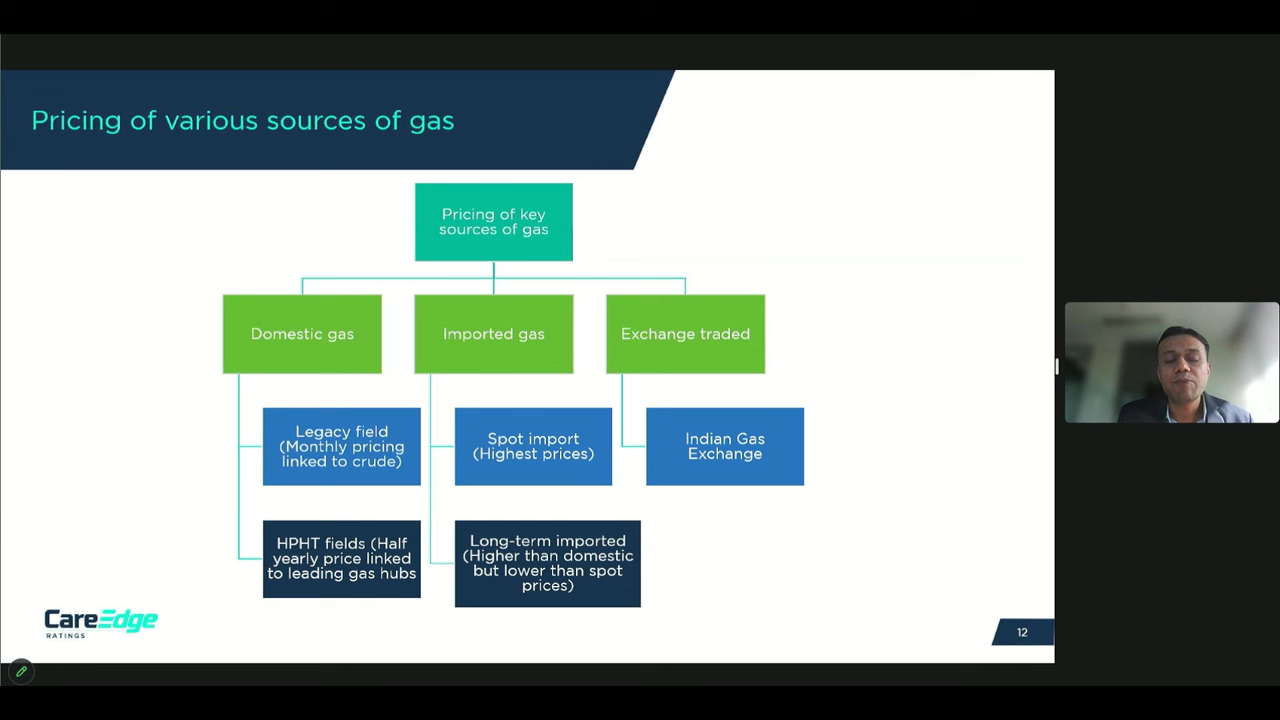 Pricing of various sources of gas
Pricing of key
sources of gas
Domestic gas
Imported gas
Exchange traded
Legacy field
(Monthly pricing
linked to crude)
Spot import
(Highest prices)
Indian Gas
Exchange
HPHT fields (Half
yearly price linked
to leading gas hubs
Long-term imported
(Higher than domestic
but lower than spot
prices)
CareEdge
RATINGS
12